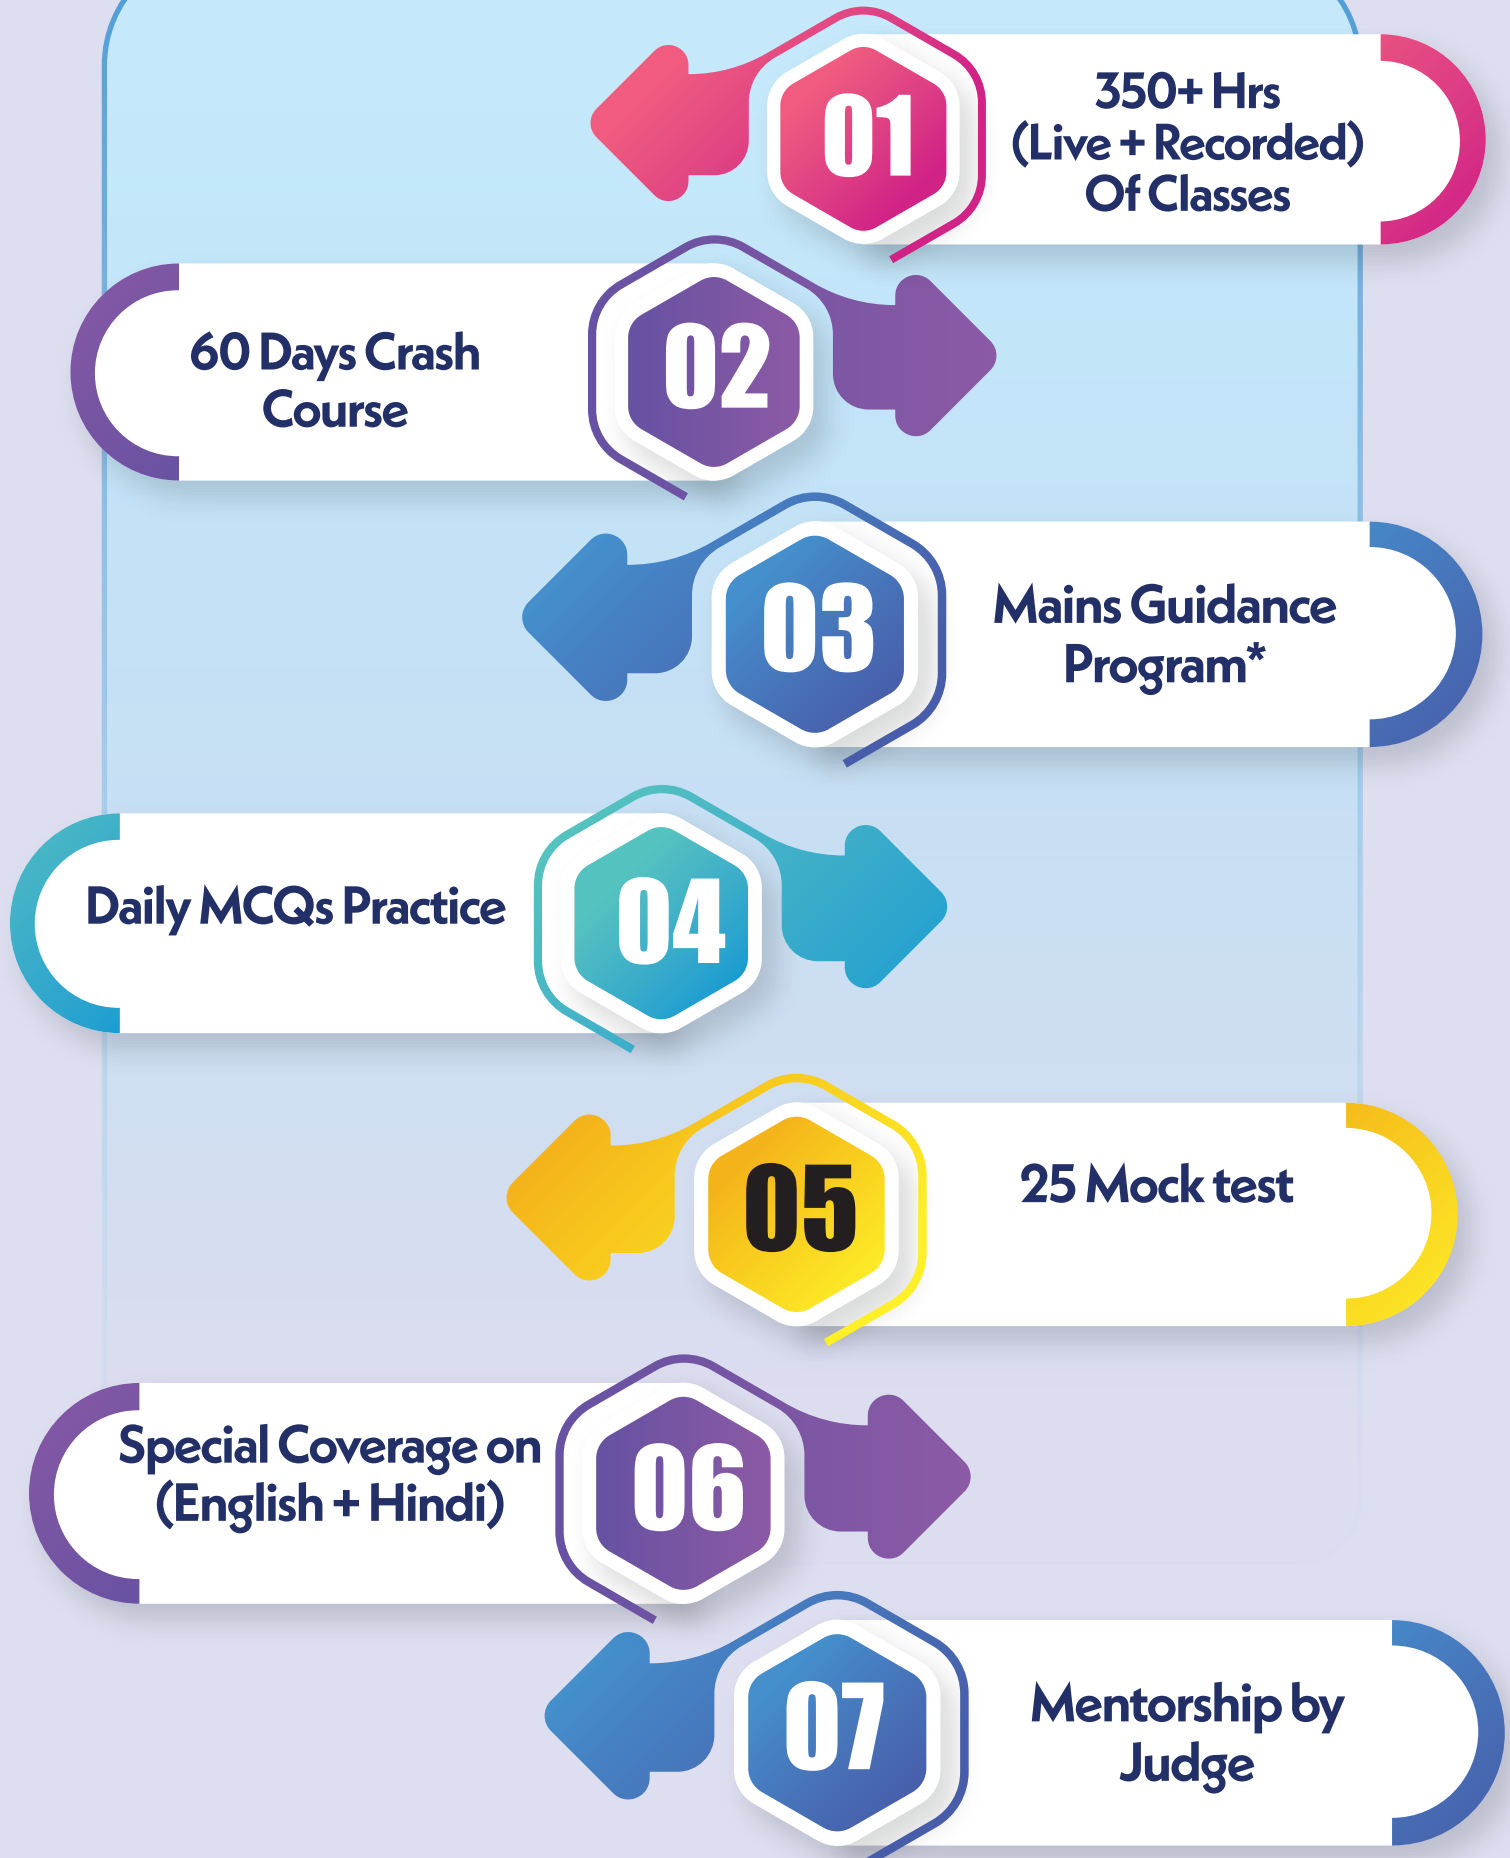 01
350+ Hrs
(Live + Recorded)
Of Classes
60 Days Crash
Course
02
03
Mains Guidance
Program*
Daily MCQs Practice
04
05
25 Mock test
Special Coverage on
(English + Hindi)
06
07
Mentorship by
Judge